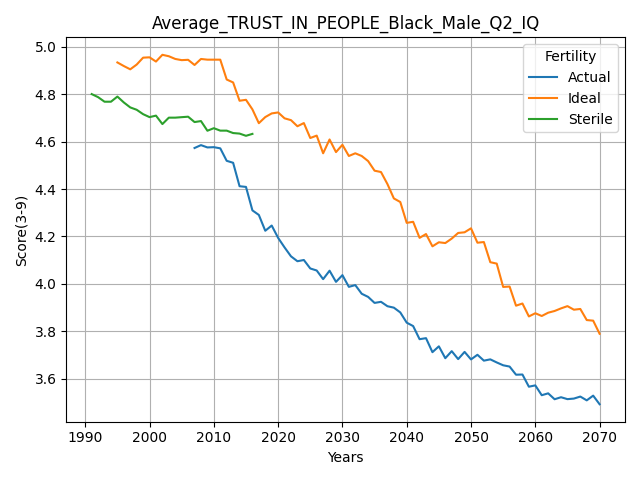 Average_TRUST_IN_PEOPLE_Black_Male_Q2_IQ
Fertility
Actual
Ideal
Sterile
Score(3-9)
5.0
4.8
4.6
4.4
4.2
4.0
3.8
3.6
1990 2000 2010 2020 2030 2040 2050 2060 2070
Years